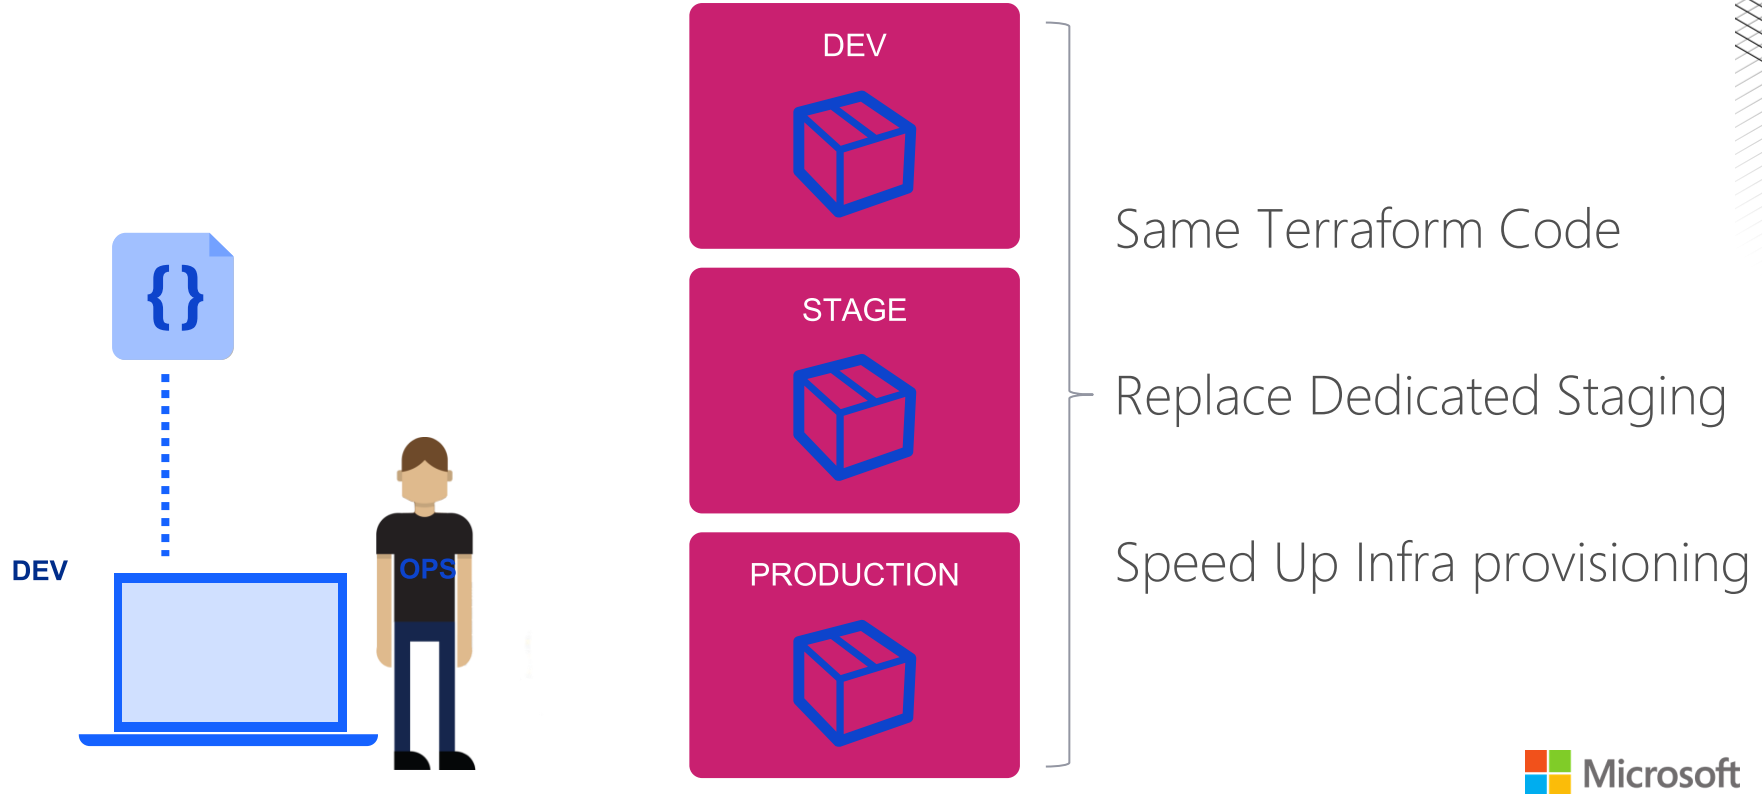 {}
DEV
OPS
DEV
STAGE
PRODUCTION
Same Terraform Code
Replace Dedicated Staging
Speed Up Infra provisioning
Microsoft